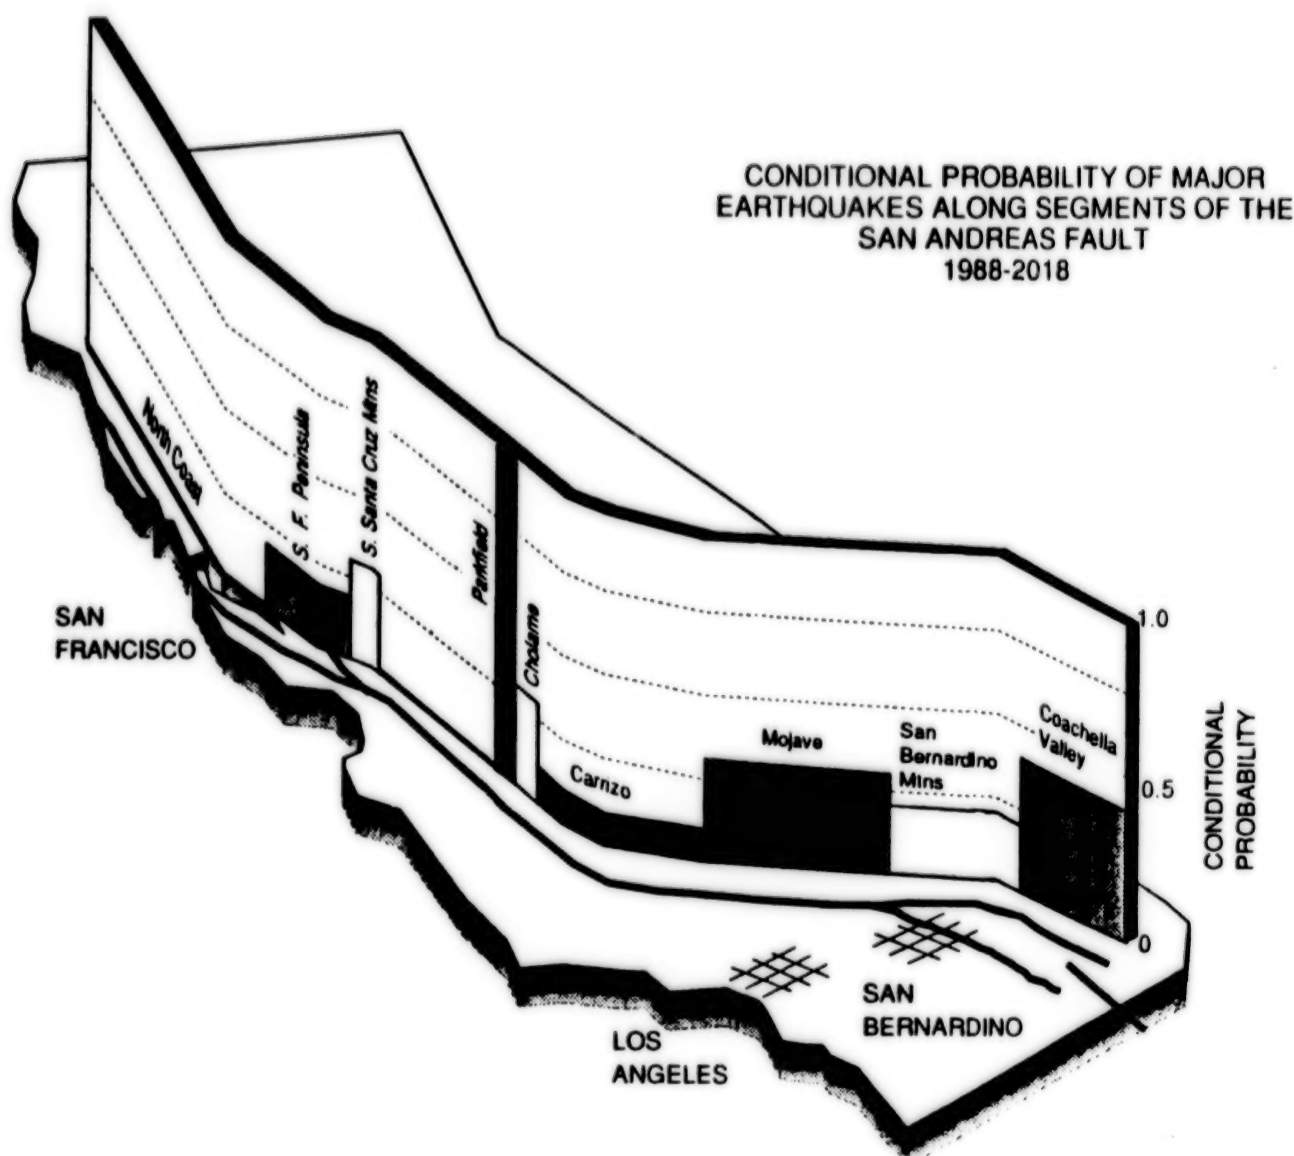 CONDITIONAL PROBABILITY OF MAJOR
EARTHQUAKES ALONG SEGMENTS OF THE
SAN ANDREAS FAULT
1988-2018
North Coast
S. F. Peninsula
S. Santa Cruz Mtns
Parkfield
Cholame
Carrizo
Mojave
San
Bernardino
Mtns
Coachella
Valley
1.0
0.5
0
CONDITIONAL
PROBABILITY
SAN
FRANCISCO
LOS
ANGELES
SAN
BERNARDINO